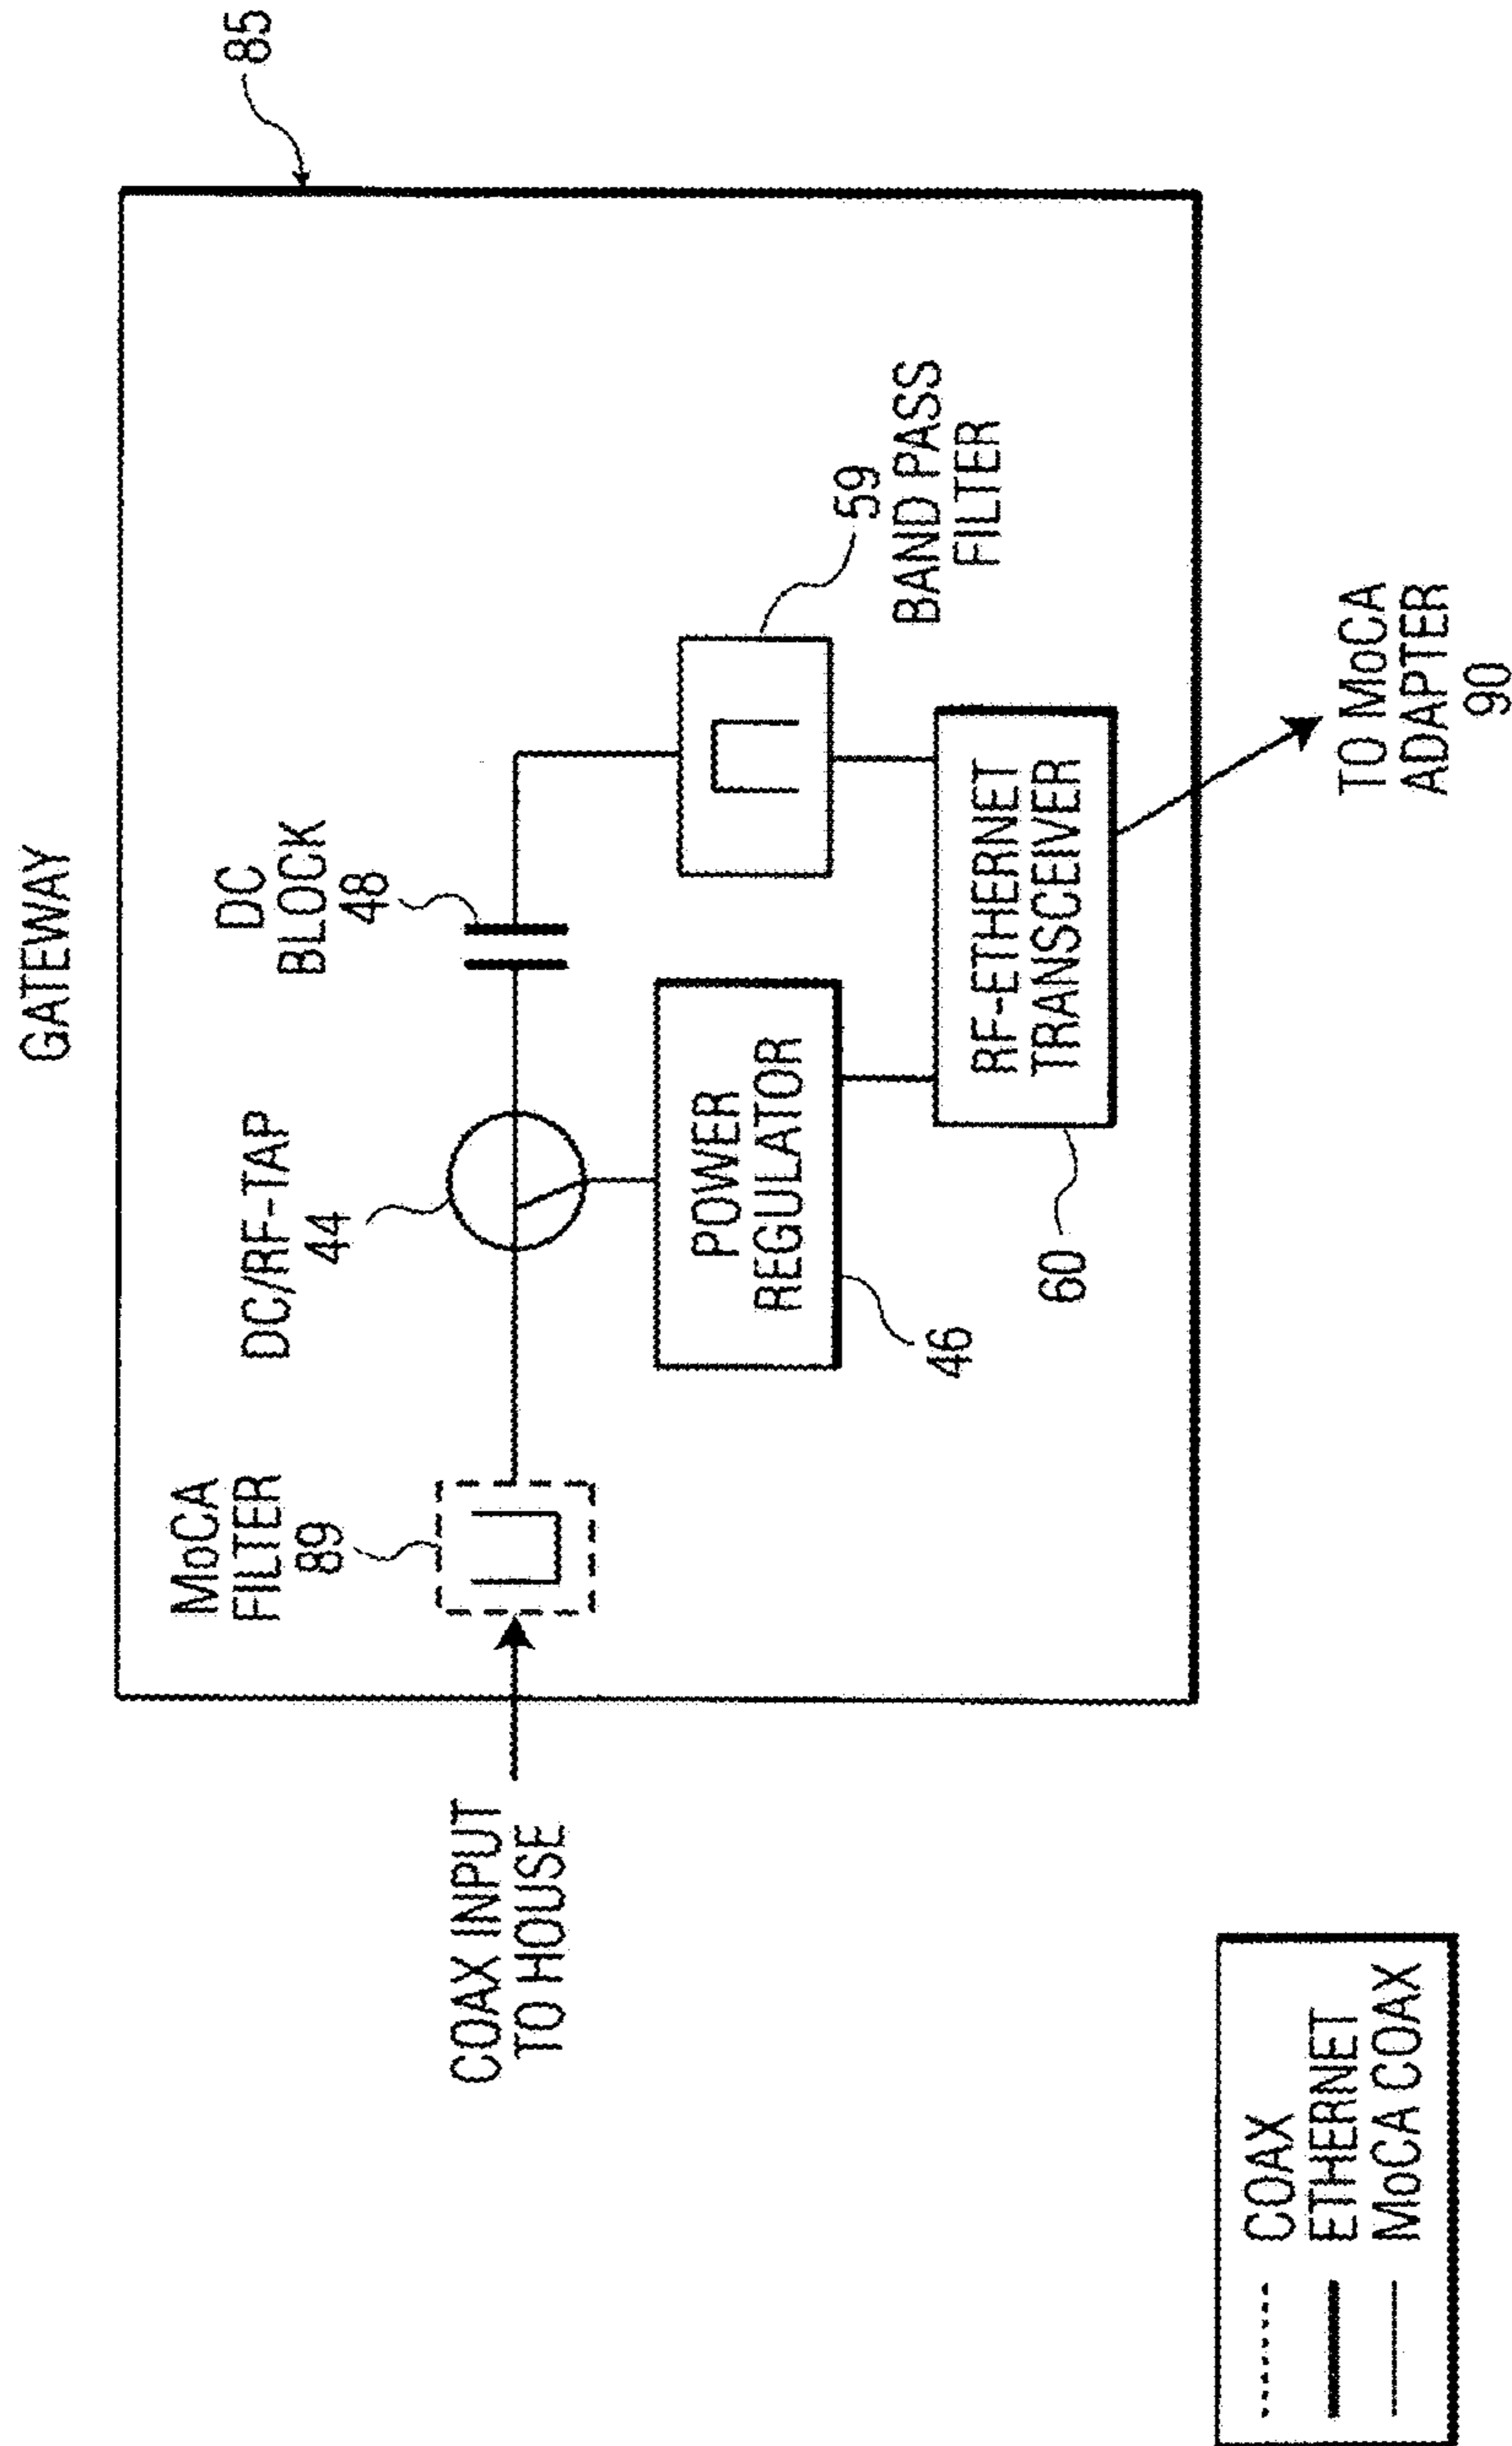 GATEWAY
85
MoCA
FILTER
89
DC/RF-TAP
44
DC
BLOCK
48
COAX INPUT
TO HOUSE
POWER
REGULATOR
46
59
BAND PASS
FILTER
RF-ETHERNET
TRANSCEIVER
60
TO MoCA
ADAPTER
90
COAX
ETHERNET
MoCA COAX